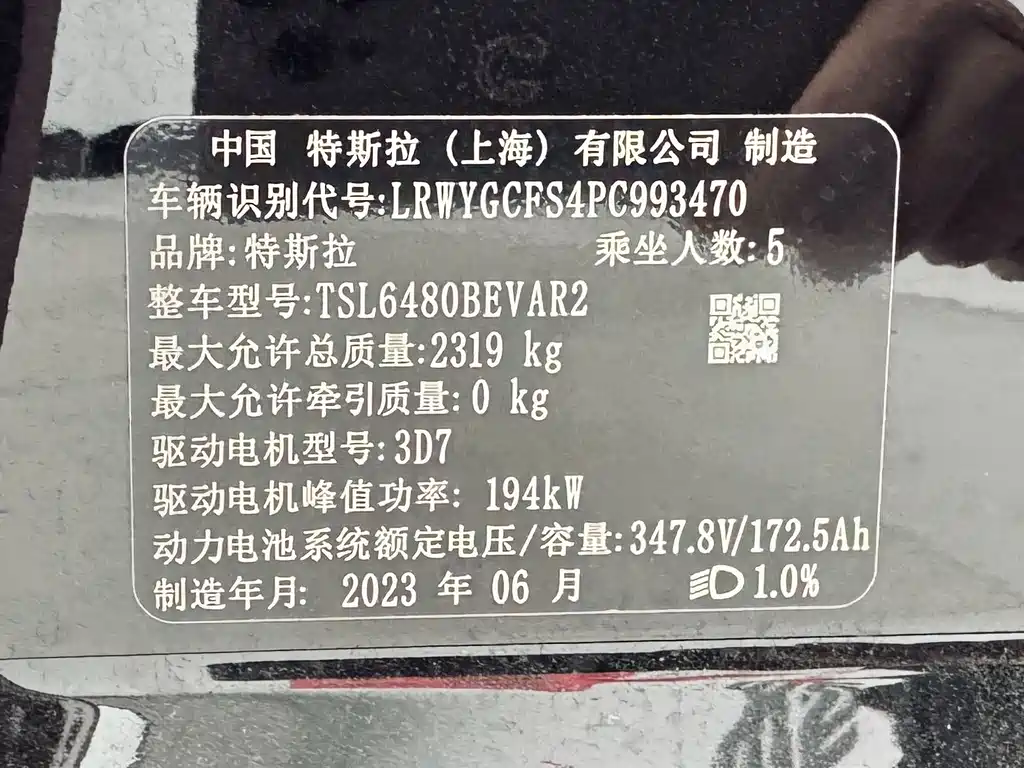 中国 特斯拉（上海）有限公司 制造
车辆识别代号:LRWYGCFS4PC993470
品牌:特斯拉 乘坐人数:5
整车型号:TSL6480BEVAR2
最大允许总质量:2319 kg
最大允许牵引质量:0 kg
驱动电机型号:3D7
驱动电机峰值功率: 194kW
动力电池系统额定电压/容量:347.8V/172.5Ah
制造年月: 2023 年 06 月 1.0%